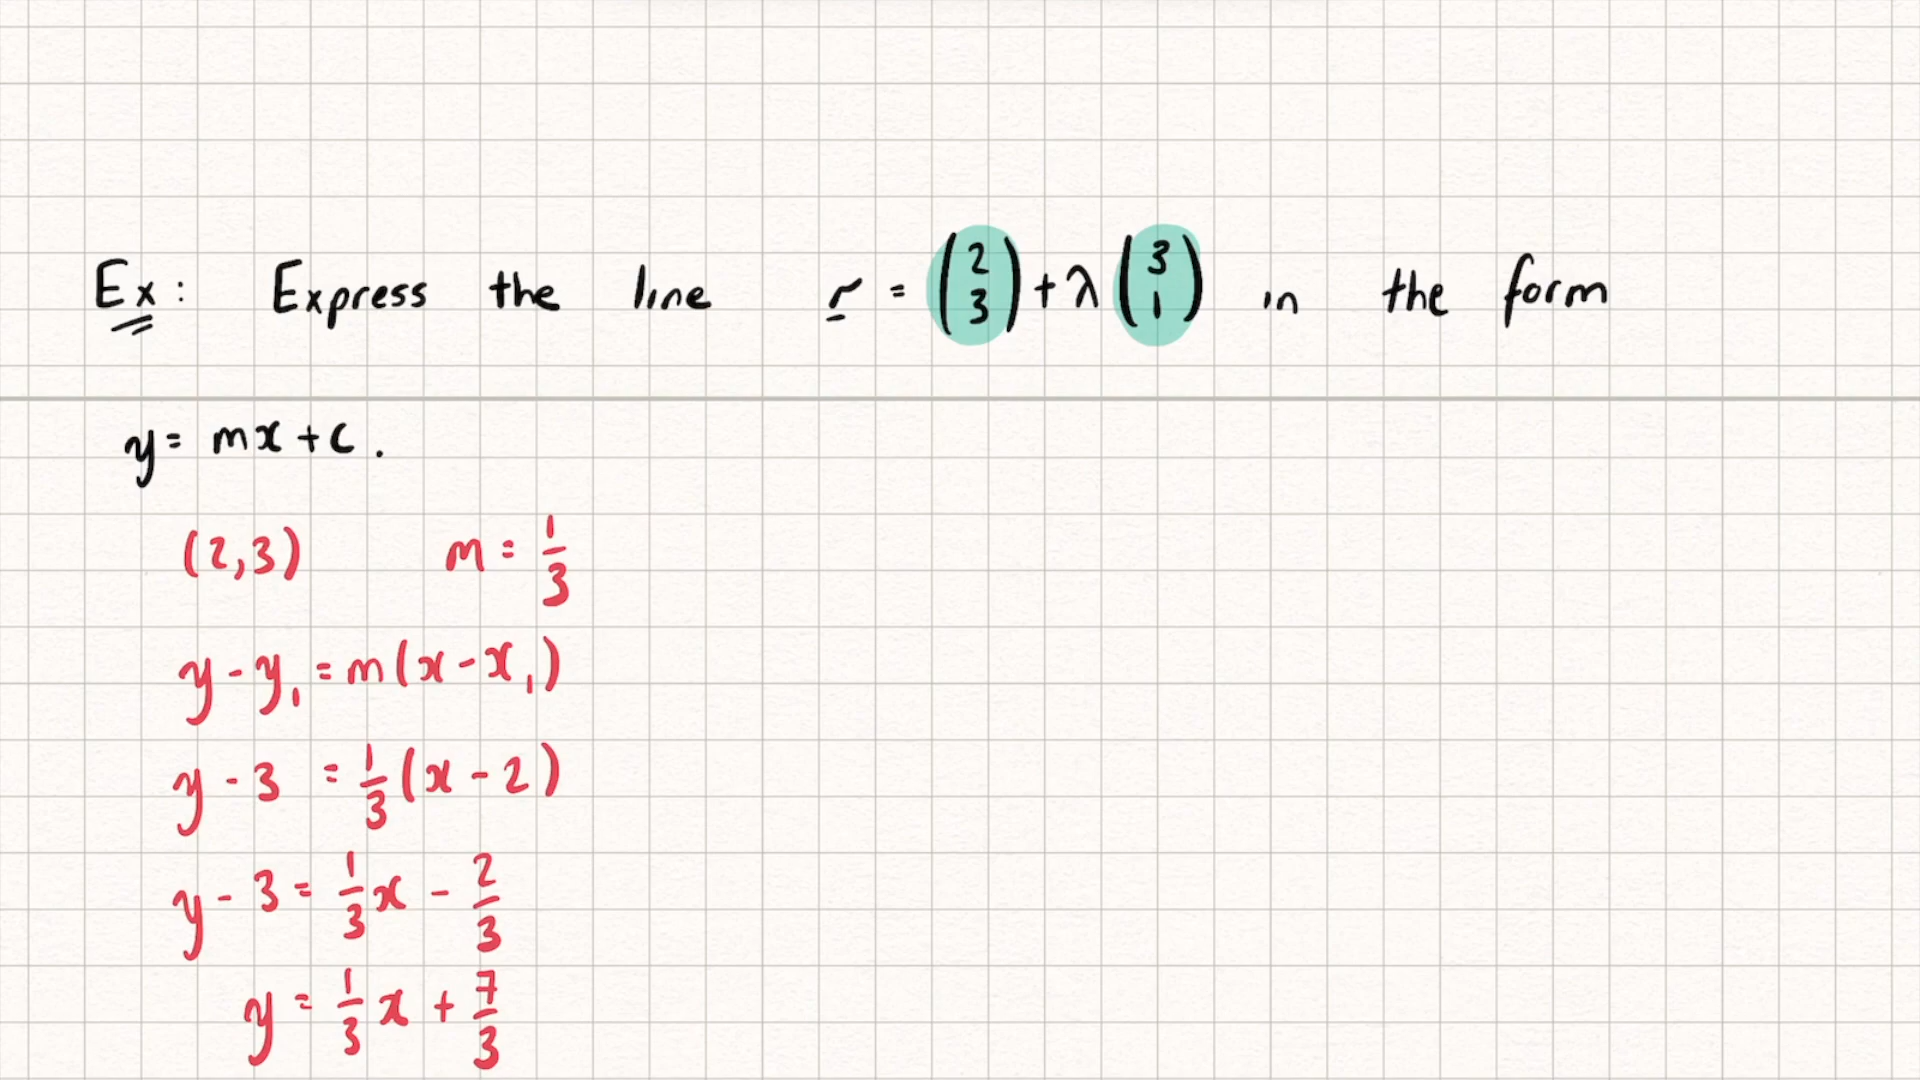 Ex: Express the line r = (2 3) + λ (3 1) in the form
y = mx + c.
(2,3) m = 1/3
y - y₁ = m(x - x₁)
y - 3 = 1/3(x - 2)
y - 3 = 1/3x - 2/3
y = 1/3x + 7/3